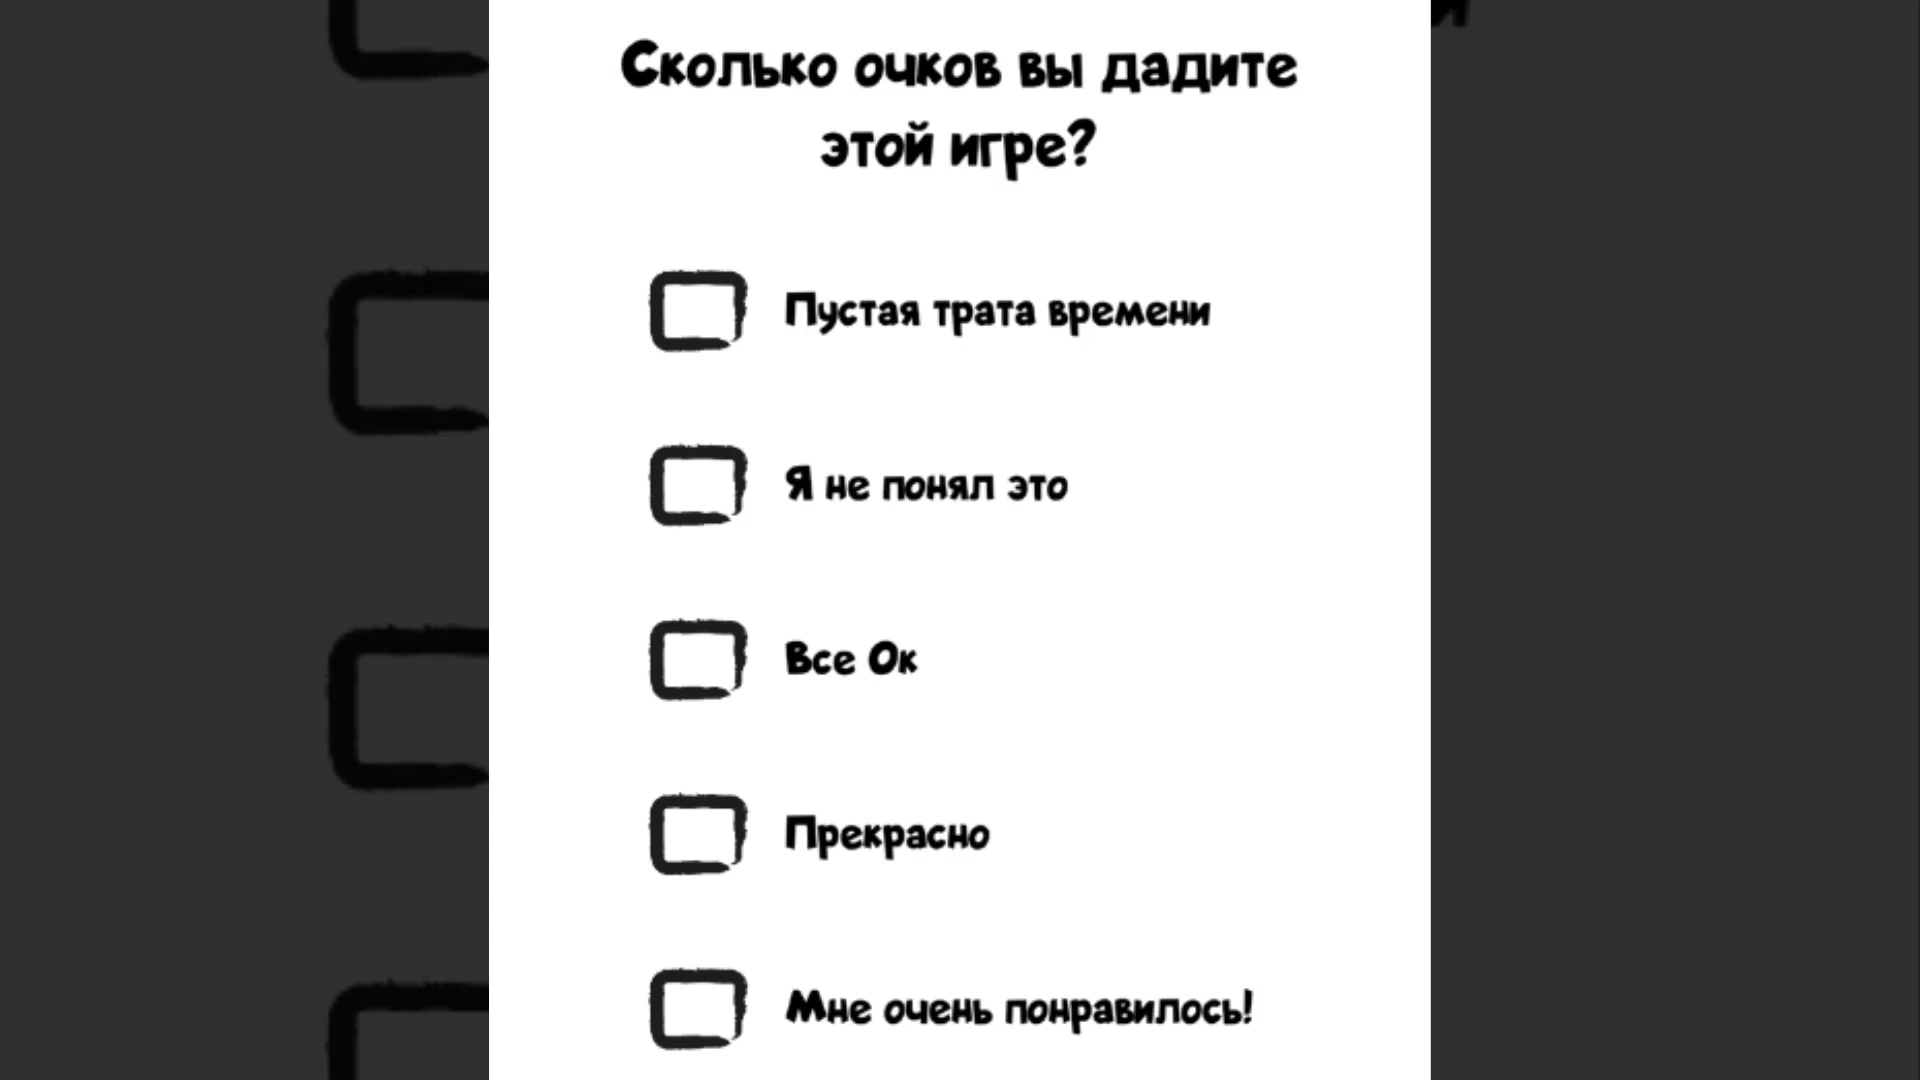 Сколько очков вы дадите
этой игре?
Пустая трата времени
Я не понял это
Все Ок
Прекрасно
Мне очень понравилось!